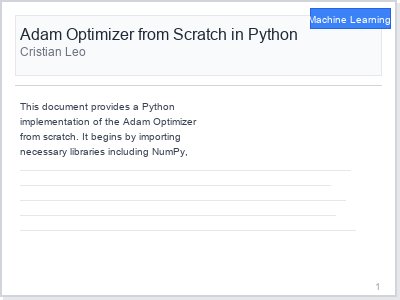 Machine Learning
Adam Optimizer from Scratch in Python
Cristian Leo
This document provides a Python
implementation of the Adam Optimizer
from scratch. It begins by importing
necessary libraries including NumPy,
1